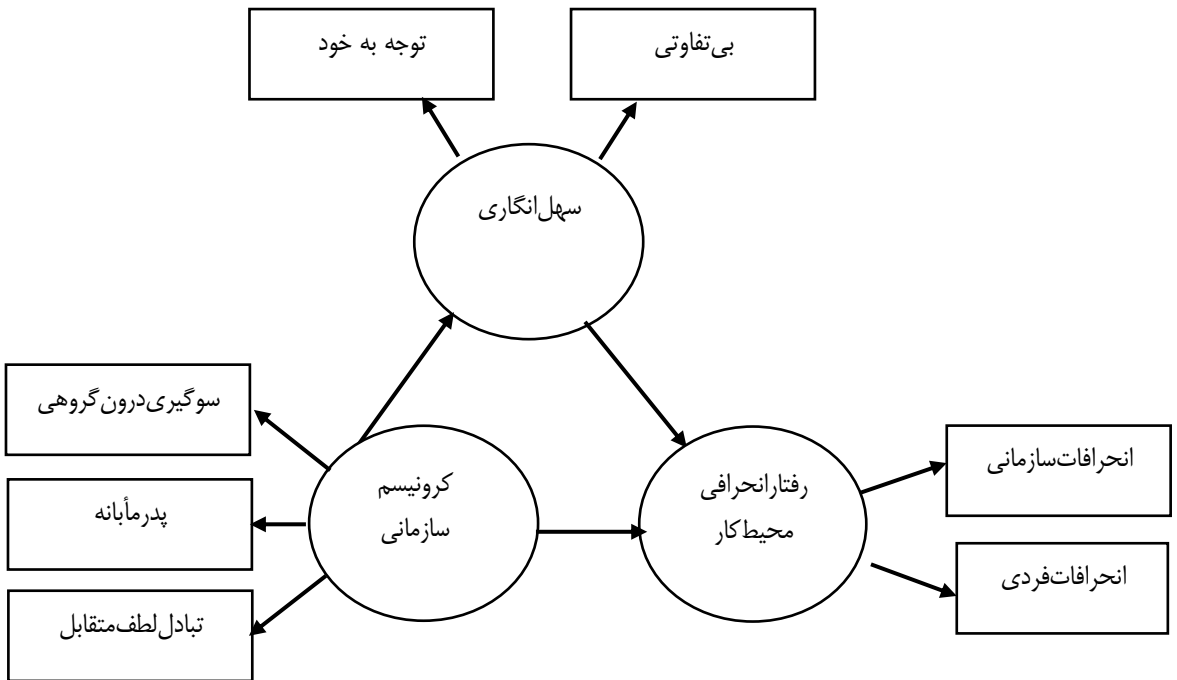 توجه به خود
بی‌تفاوتی
سهل‌انگاری
سوگیری‌درون‌گروهی
پدرمأبانه
تبادل‌لطف‌متقابل
کرونیسم
سازمانی
رفتارانحرافی
محیط‌کار
انحرافات‌سازمانی
انحرافات‌فردی